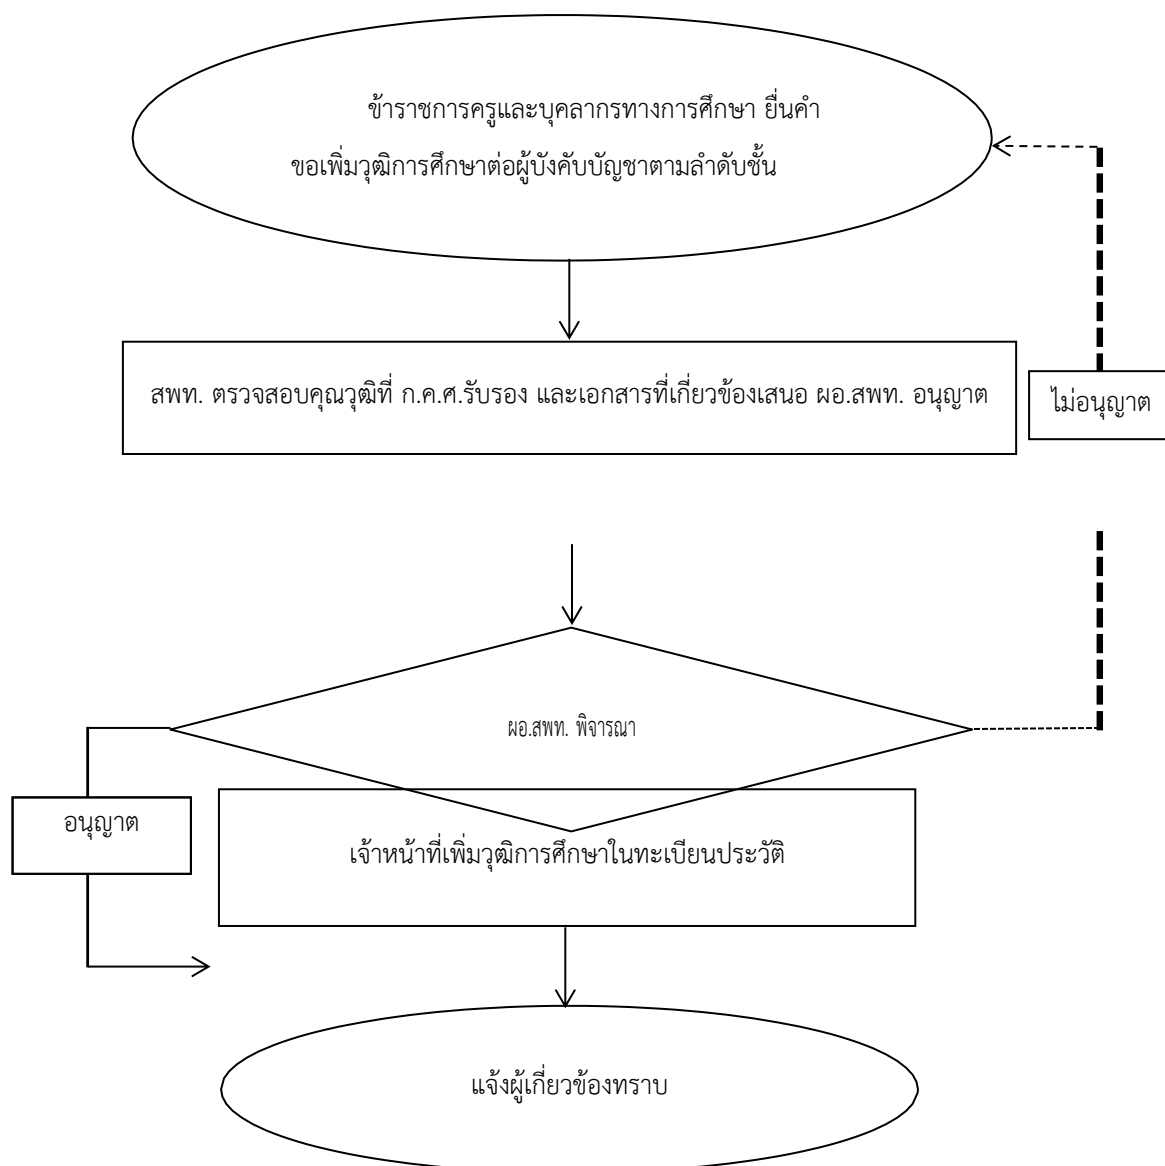 ข้าราชการครูและบุคลากรทางการศึกษา ยื่นคำ
ขอเพิ่มวุฒิการศึกษาต่อผู้บังคับบัญชาตามลำดับชั้น
สพท. ตรวจสอบคุณวุฒิที่ ก.ค.ศ.รับรอง และเอกสารที่เกี่ยวข้องเสนอ ผอ.สพท. อนุญาต
ไม่อนุญาต
ผอ.สพท. พิจารณา
อนุญาต
เจ้าหน้าที่เพิ่มวุฒิการศึกษาในทะเบียนประวัติ
แจ้งผู้เกี่ยวข้องทราบ